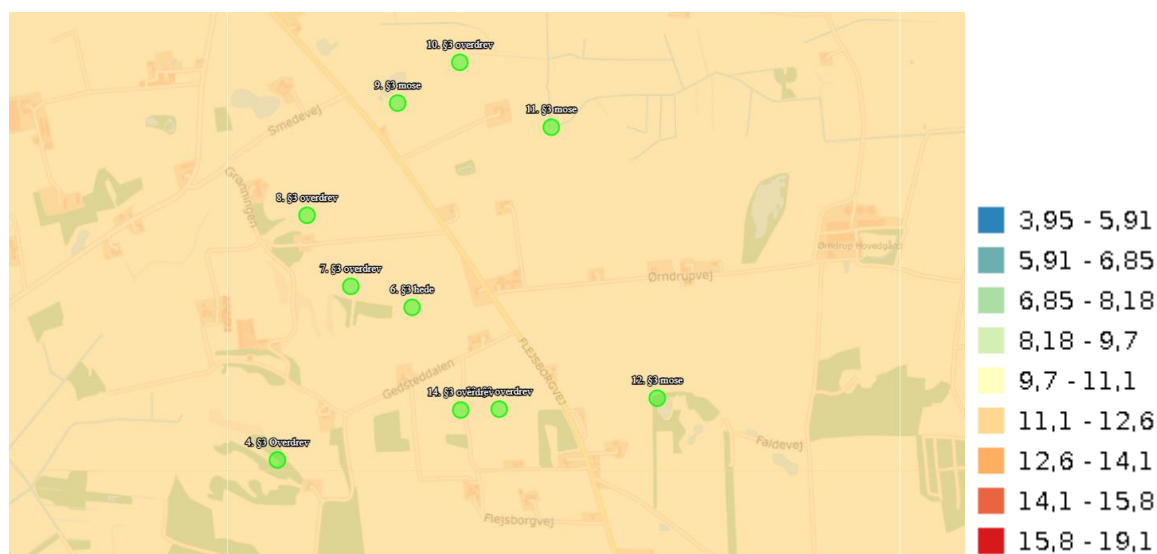 10. §3 overdrev
9. §3 mose
11. §3 mose
Smedevej
Grønningen
8. §3 overdrev
Ørndrup Hovedgård
7. §3 overdrev
Ørndrupvej
6. §3 hede
FLEJSBORGVEJ
Gedsteddalen
12. §3 mose
14. §3 overdrev
overdrev
4. §3 Overdrev
Faldevej
Flejsborgvej
3,95 - 5,91
5,91 - 6,85
6,85 - 8,18
8,18 - 9,7
9,7 - 11,1
11,1 - 12,6
12,6 - 14,1
14,1 - 15,8
15,8 - 19,1